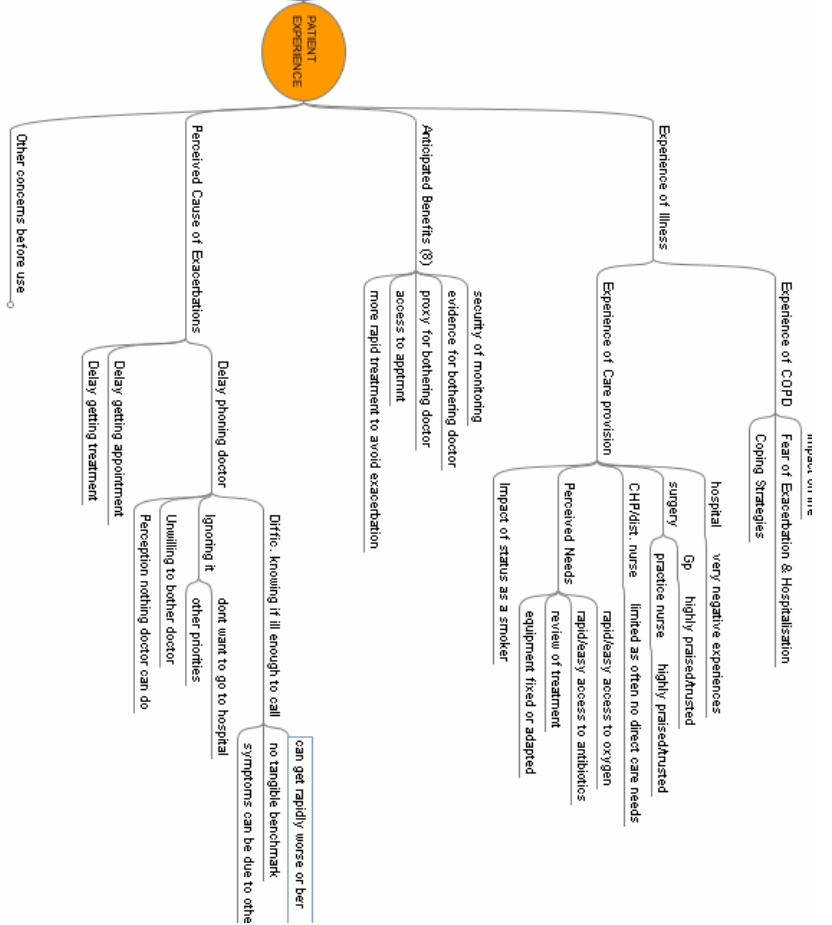 PATIENT
EXPERIENCE
Experience of Illness
Experience of COPD
Impact on life
Fear of Exacerbation & Hospitalisation
Coping Strategies
Experience of Care provision
hospital
very negative experiences
surgery
Gp
highly praised/trusted
practice nurse
highly praised/trusted
CHP/dist. nurse
limited as often no direct care needs
Perceived Needs
rapid/easy access to oxygen
rapid/easy access to antibiotics
review of treatment
equipment fixed or adapted
Impact of status as a smoker
Anticipated Benefits (8)
security of monitoring
evidence for bothering doctor
proxy for bothering doctor
access to apptmnt
more rapid treatment to avoid exacerbation
Perceived Cause of Exacerbations
Delay phoning doctor
Diffic. knowing if ill enough to call
can get rapidly worse or berr
no tangible benchmark
symptoms can be due to othe
Ignoring it
dont want to go to hospital
other priorities
Unwilling to bother doctor
Perception nothing doctor can do
Delay getting appointment
Delay getting treatment
Other concerns before use